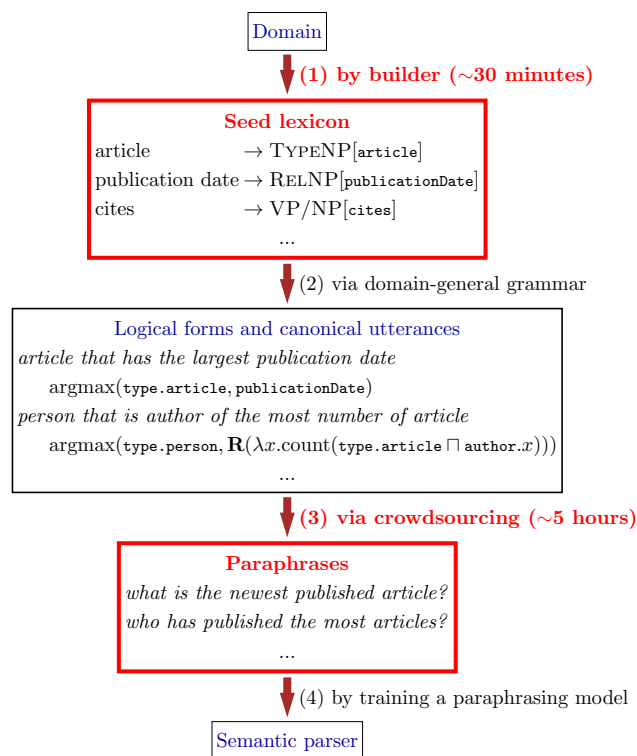 Domain
(1) by builder (~30 minutes)
Seed lexicon
article → TYPENP[article]
publication date → RELNP[publicationDate]
cites → VP/NP[cites]
...
(2) via domain-general grammar
Logical forms and canonical utterances
article that has the largest publication date
argmax(type.article, publicationDate)
person that is author of the most number of article
argmax(type.person, R(λx.count(type.article ⊓ author.x)))
...
(3) via crowdsourcing (~5 hours)
Paraphrases
what is the newest published article?
who has published the most articles?
...
(4) by training a paraphrasing model
Semantic parser